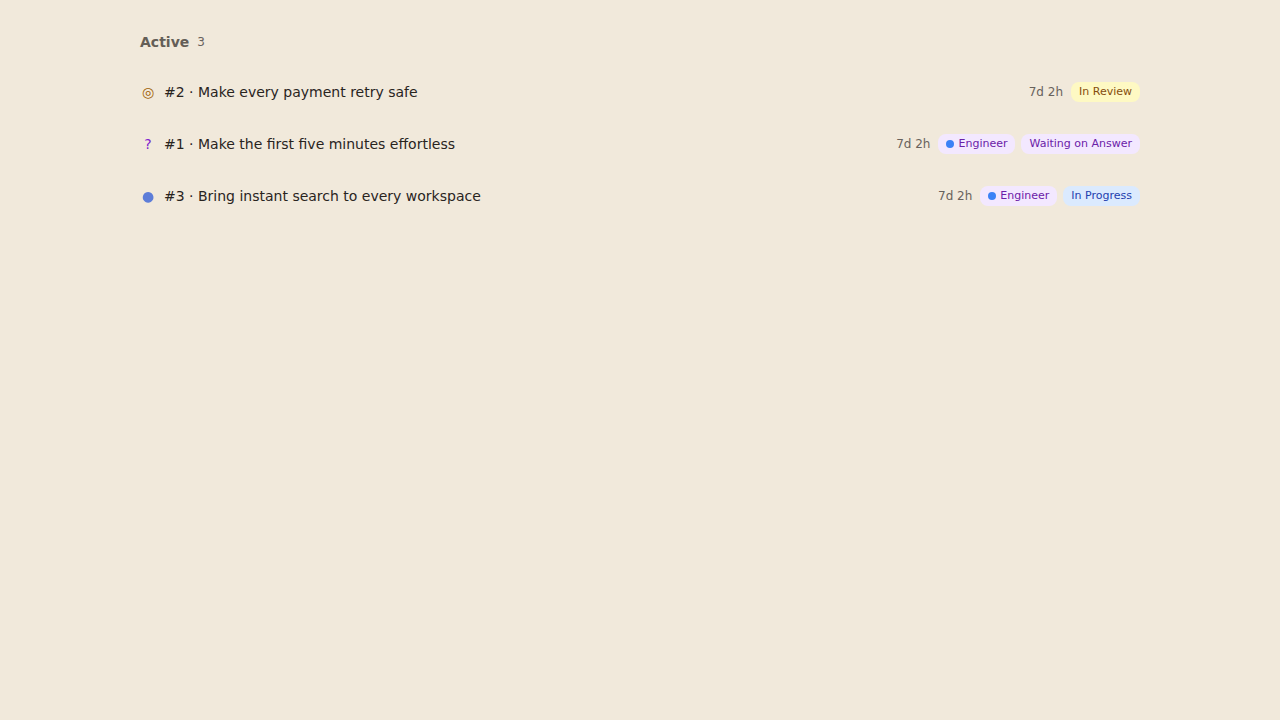 Active 3
◎ #2 · Make every payment retry safe 7d 2h In Review
? #1 · Make the first five minutes effortless 7d 2h Engineer Waiting on Answer
#3 · Bring instant search to every workspace 7d 2h Engineer In Progress